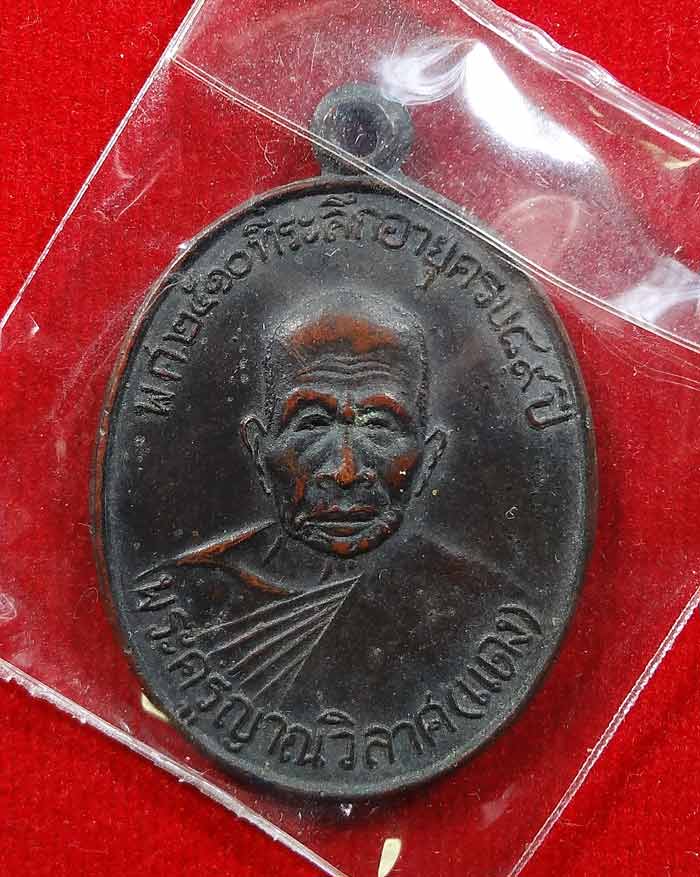 พศ๒๕๑๐ที่ระลึกอายุครบ๘๙ปี
พระครูญาณวิลาศ(แดง)